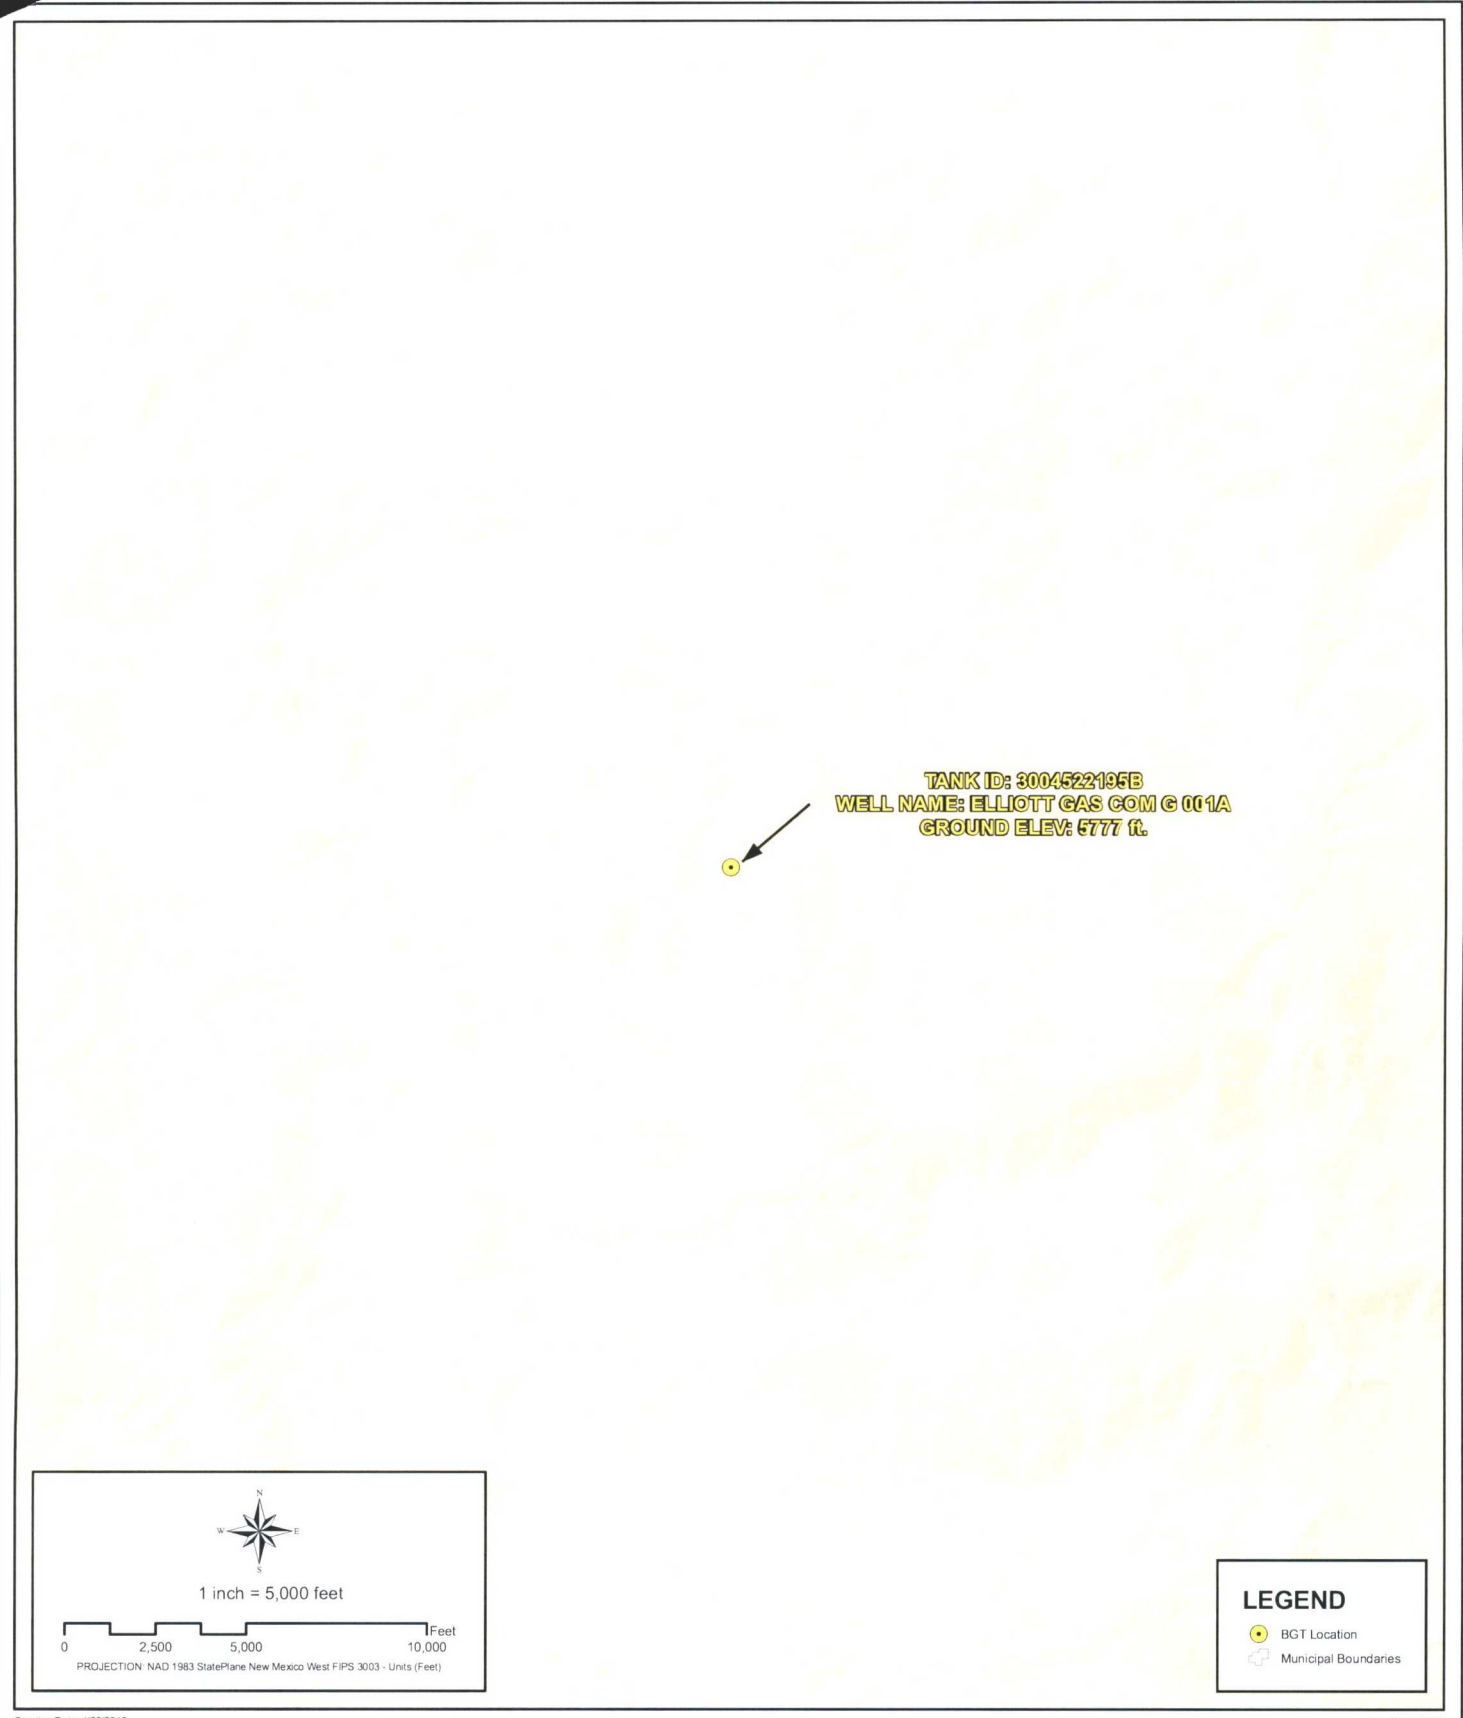 TANK ID: 3004522195B
WELL NAME: ELLIOTT GAS COM G 001A
GROUND ELEV: 5777 ft.
N
W E
S
1 inch = 5,000 feet
Feet
0 2,500 5,000 10,000
PROJECTION: NAD 1983 StatePlane New Mexico West FIPS 3003 - Units (Feet)
LEGEND
BGT Location
Municipal Boundaries